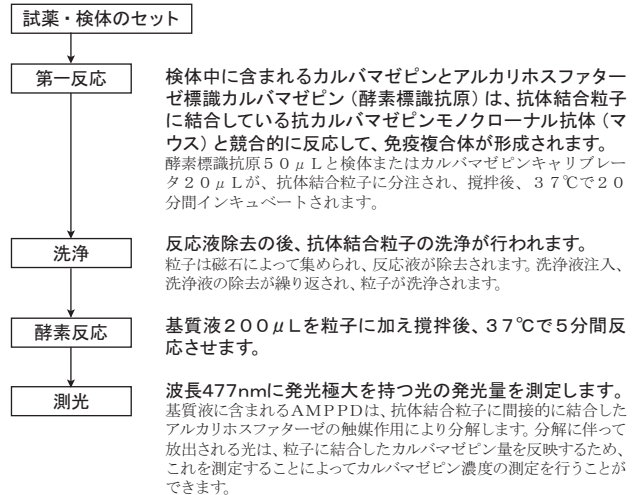 試薬・検体のセット
第一反応
検体中に含まれるカルバマゼピンとアルカリホスファター
ゼ標識カルバマゼピン（酵素標識抗原）は、抗体結合粒子
に結合している抗カルバマゼピンモノクローナル抗体（マ
ウス）と競合的に反応して、免疫複合体が形成されます。
酵素標識抗原５０μＬと検体またはカルバマゼピンキャリブレー
タ２０μＬが、抗体結合粒子に分注され、撹拌後、３７℃で２０
分間インキュベートされます。
洗浄
反応液除去の後、抗体結合粒子の洗浄が行われます。
粒子は磁石によって集められ、反応液が除去されます。洗浄液注入、
洗浄液の除去が繰り返され、粒子が洗浄されます。
酵素反応
基質液２００μＬを粒子に加え撹拌後、３７℃で５分間反
応させます。
測光
波長477nmに発光極大を持つ光の発光量を測定します。
基質液に含まれるＡＭＰＰＤは、抗体結合粒子に間接的に結合した
アルカリホスファターゼの触媒作用により分解します。分解に伴って
放出される光は、粒子に結合したカルバマゼピン量を反映するため、
これを測定することによってカルバマゼピン濃度の測定を行うことが
できます。